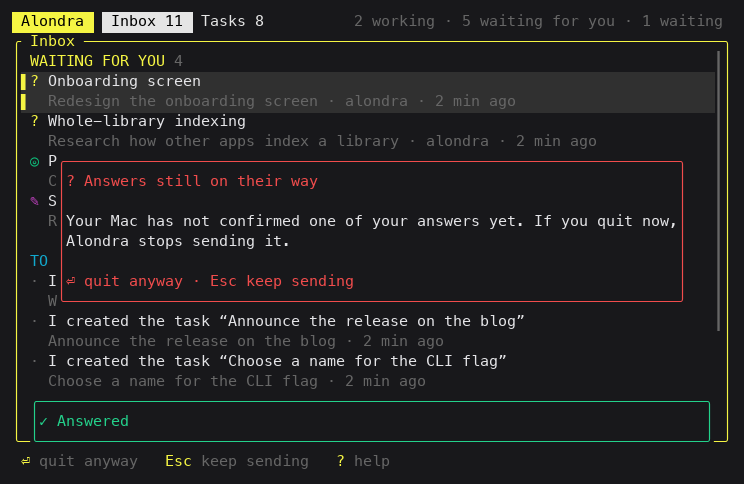 Alondra  Inbox 11  Tasks 8  2 working · 5 waiting for you · 1 waiting
Inbox
WAITING FOR YOU 4
? Onboarding screen
Redesign the onboarding screen · alondra · 2 min ago
? Whole-library indexing
Research how other apps index a library · alondra · 2 min ago
◎ P
C
? Answers still on their way
✎ S
R
Your Mac has not confirmed one of your answers yet. If you quit now,
Alondra stops sending it.
TO
· I
⏎ quit anyway · Esc keep sending
W
· I created the task “Announce the release on the blog”
Announce the release on the blog · 2 min ago
· I created the task “Choose a name for the CLI flag”
Choose a name for the CLI flag · 2 min ago
✓ Answered
⏎ quit anyway  Esc keep sending  ? help